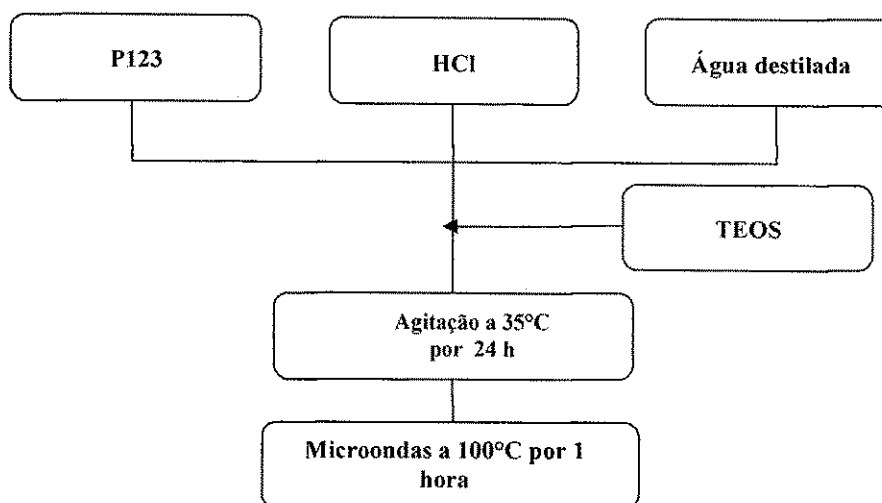 P123
HCl
Água destilada
TEOS
Agitação a 35°C
por 24 h
Microondas a 100°C por 1
hora